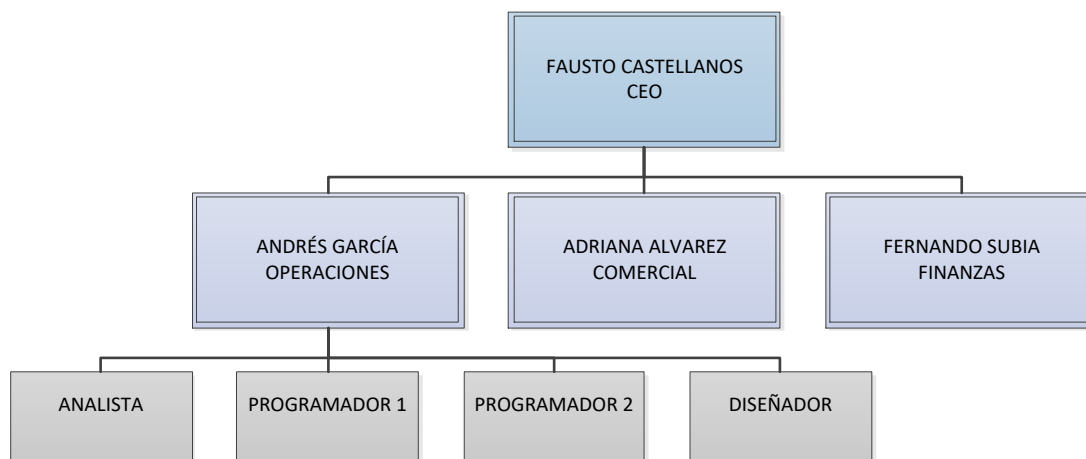 FAUSTO CASTELLANOS
CEO
ANDRÉS GARCÍA
OPERACIONES
ADRIANA ALVAREZ
COMERCIAL
FERNANDO SUBIA
FINANZAS
ANALISTA
PROGRAMADOR 1
PROGRAMADOR 2
DISEÑADOR